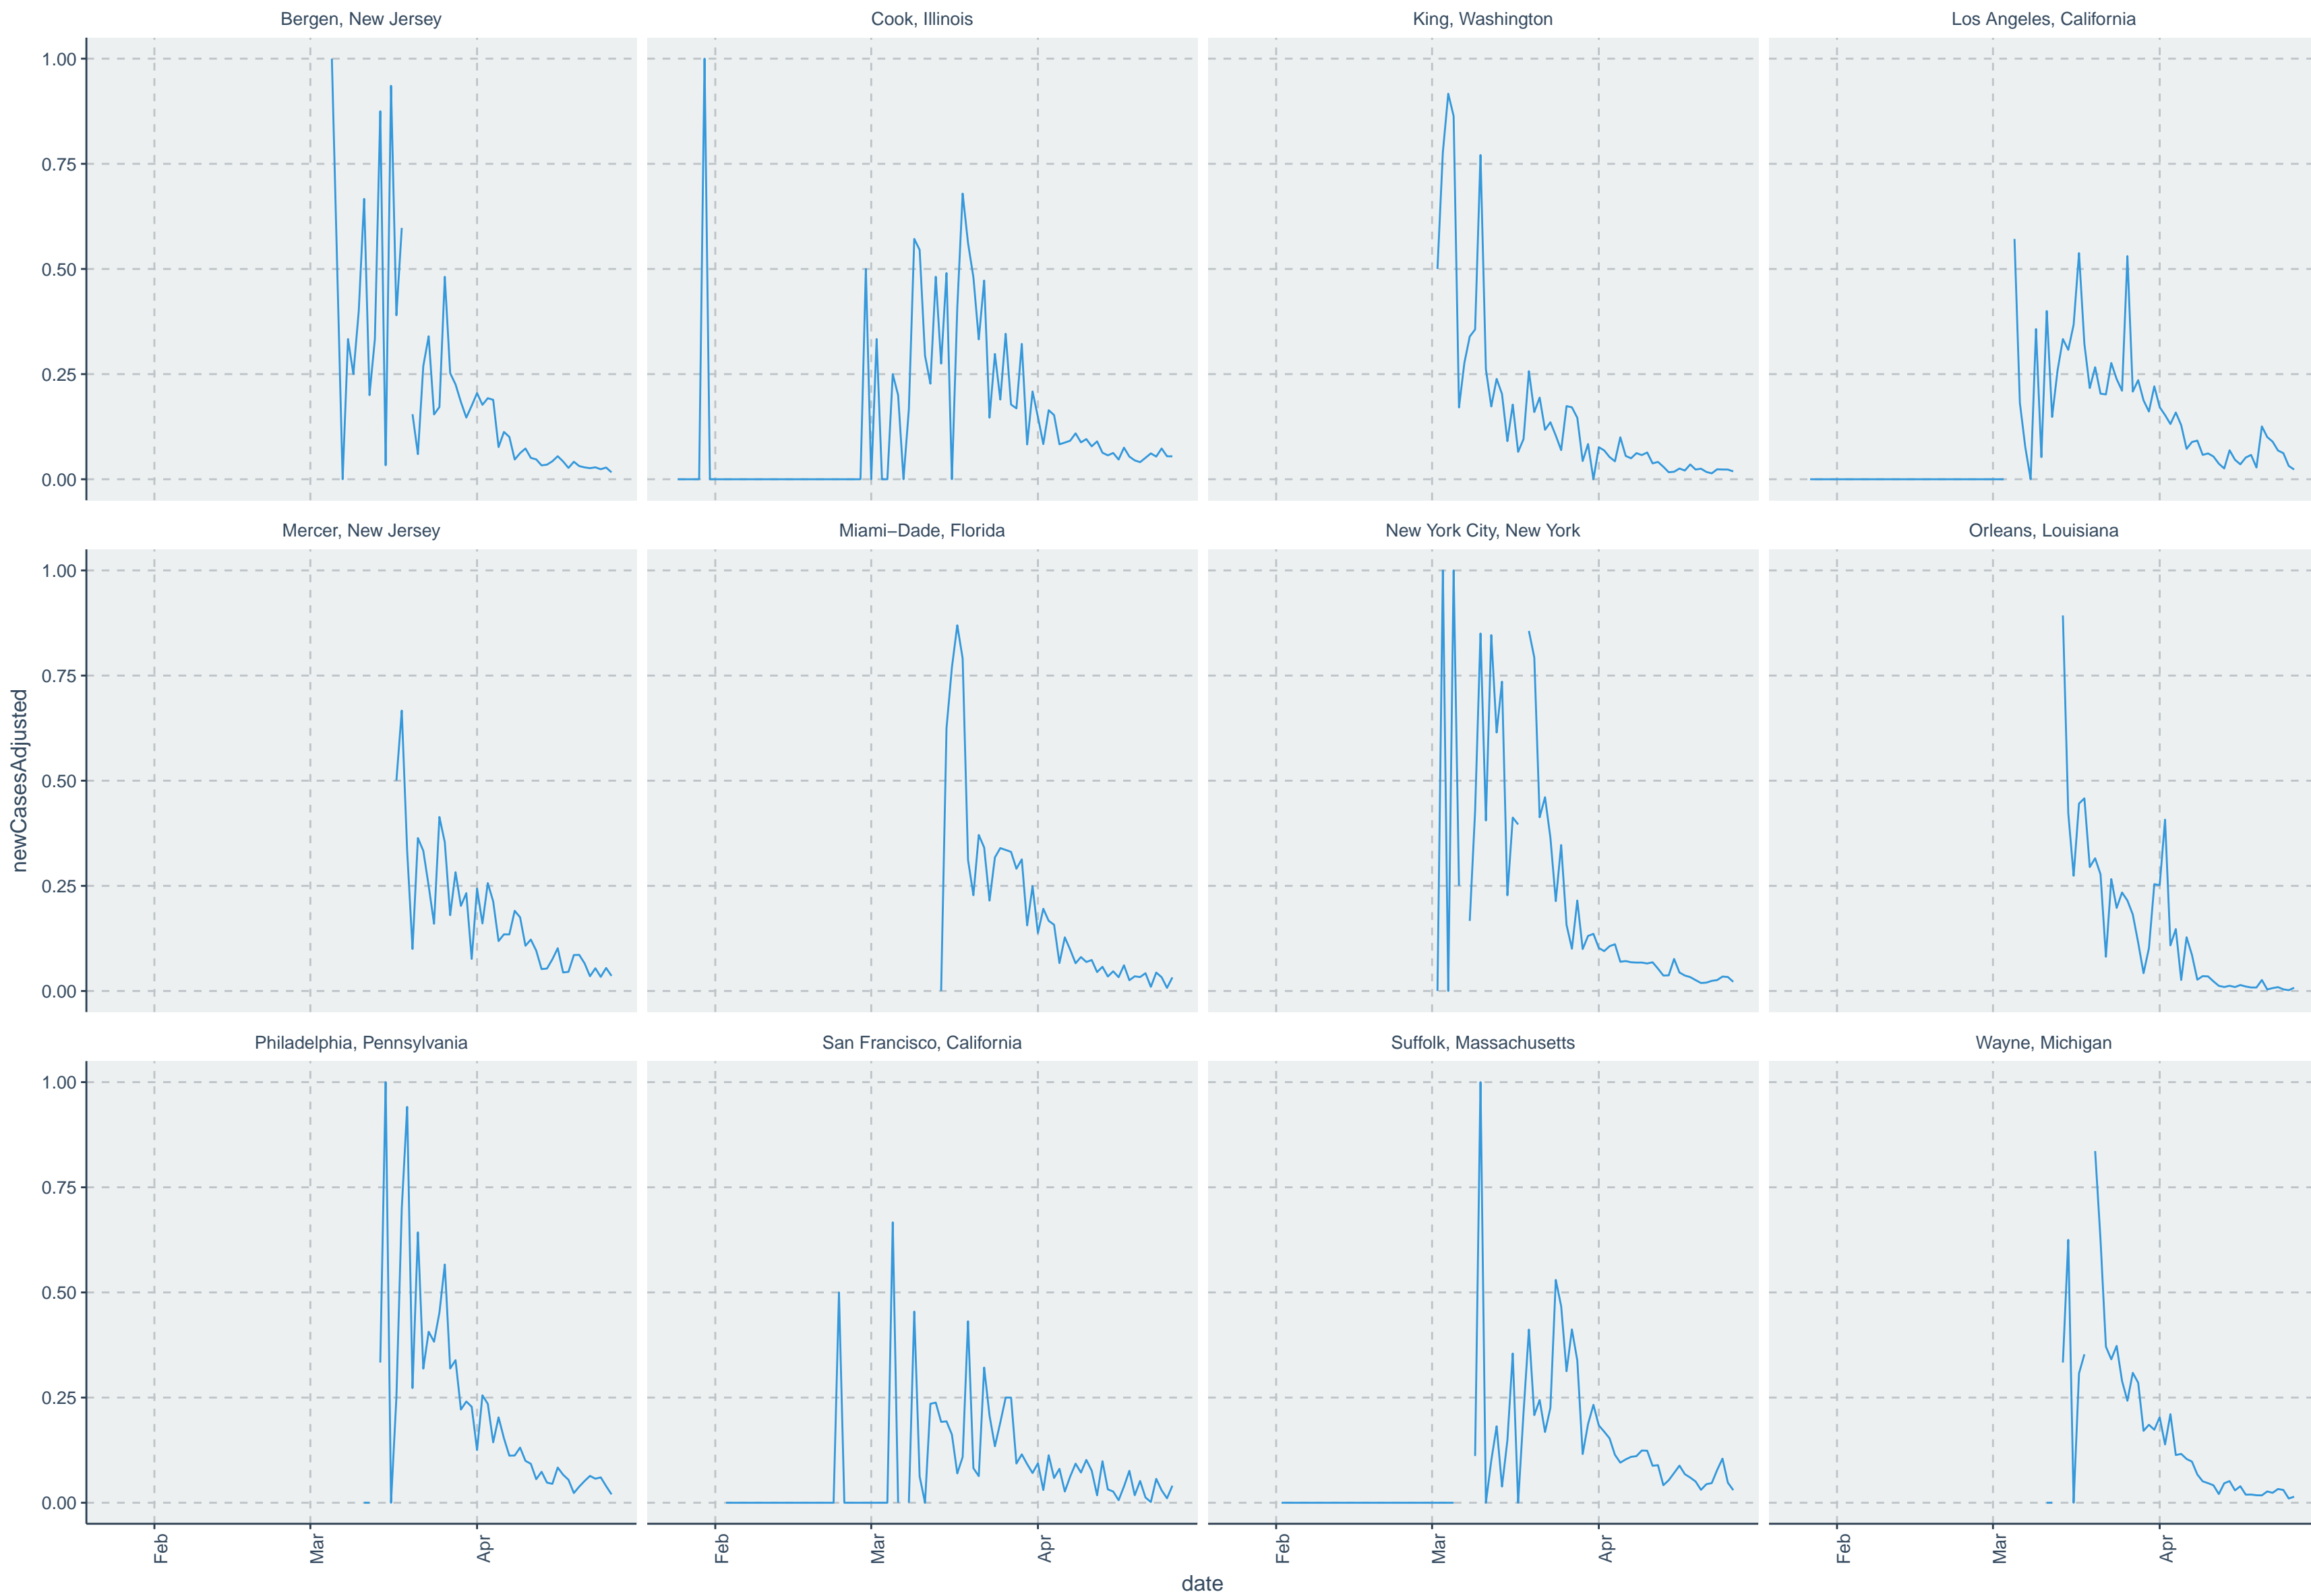 Bergen, New Jersey
Cook, Illinois
King, Washington
Los Angeles, California
1.00
0.75
0.50
0.25
0.00
Mercer, New Jersey
Miami−Dade, Florida
New York City, New York
Orleans, Louisiana
1.00
0.75
0.50
0.25
0.00
newCasesAdjusted
Philadelphia, Pennsylvania
San Francisco, California
Suffolk, Massachusetts
Wayne, Michigan
1.00
0.75
0.50
0.25
0.00
Feb
Mar
Apr
Feb
Mar
Apr
Feb
Mar
Apr
Feb
Mar
Apr
date